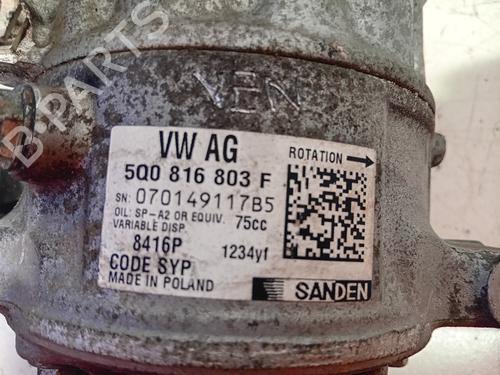 VEN
VW AG
ROTATION
5Q0 816 803 F
SN: 070149117B5
OIL: SP-A2 OR EQUIV. 75CC
VARIABLE DISP.
8416P 1234yf
CODE SYP
MADE IN POLAND
SANDEN
B PARTS